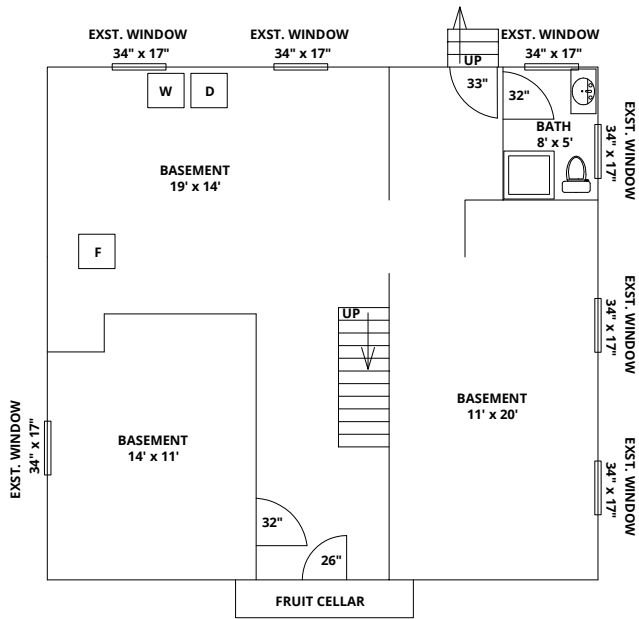 EXST. WINDOW
34" x 17"
EXST. WINDOW
34" x 17"
UP
EXST. WINDOW
34" x 17"
W
D
33"
32"
BATH
8' x 5'
EXST. WINDOW
34" x 17"
BASEMENT
19' x 14'
F
UP
EXST. WINDOW
34" x 17"
BASEMENT
11' x 20'
EXST. WINDOW
34" x 17"
BASEMENT
14' x 11'
EXST. WINDOW
34" x 17"
32"
26"
FRUIT CELLAR